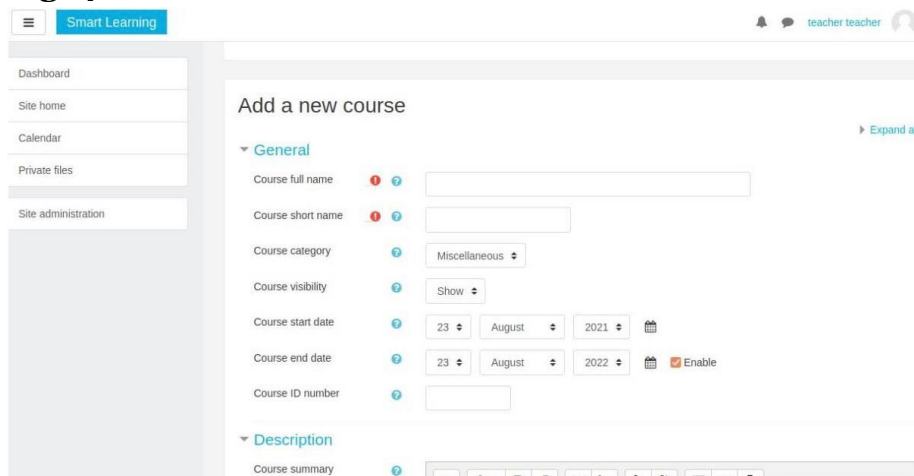 Smart Learning
teacher teacher
Dashboard
Site home
Calendar
Private files
Site administration
Add a new course
Expand a
General
Course full name
Course short name
Course category Miscellaneous
Course visibility Show
Course start date 23 August 2021
Course end date 23 August 2022 Enable
Course ID number
Description
Course summary